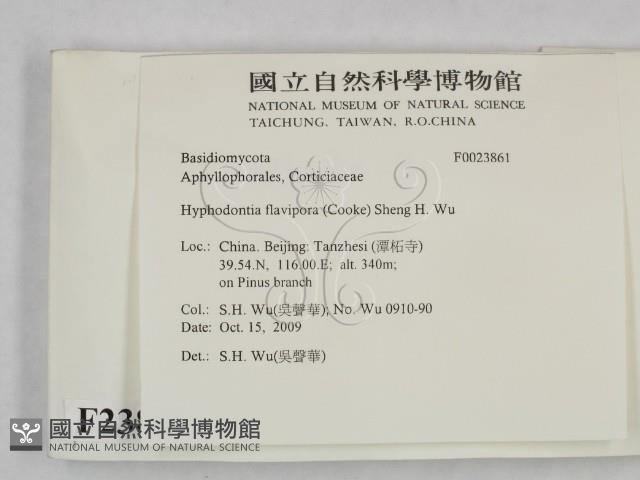 國立自然科學博物館
NATIONAL MUSEUM OF NATURAL SCIENCE
TAICHUNG, TAIWAN, R.O.CHINA
Basidiomycota F0023861
Aphyllophorales, Corticiaceae
Hyphodontia flavipora (Cooke) Sheng H. Wu
Loc.: China. Beijing: Tanzhesi (潭柘寺)
39.54.N, 116.00.E; alt. 340m;
on Pinus branch
Col.: S.H. Wu(吳聲華); No. Wu 0910-90
Date: Oct. 15, 2009
Det.: S.H. Wu(吳聲華)
F238
國立自然科學博物館
NATIONAL MUSEUM OF NATURAL SCIENCE